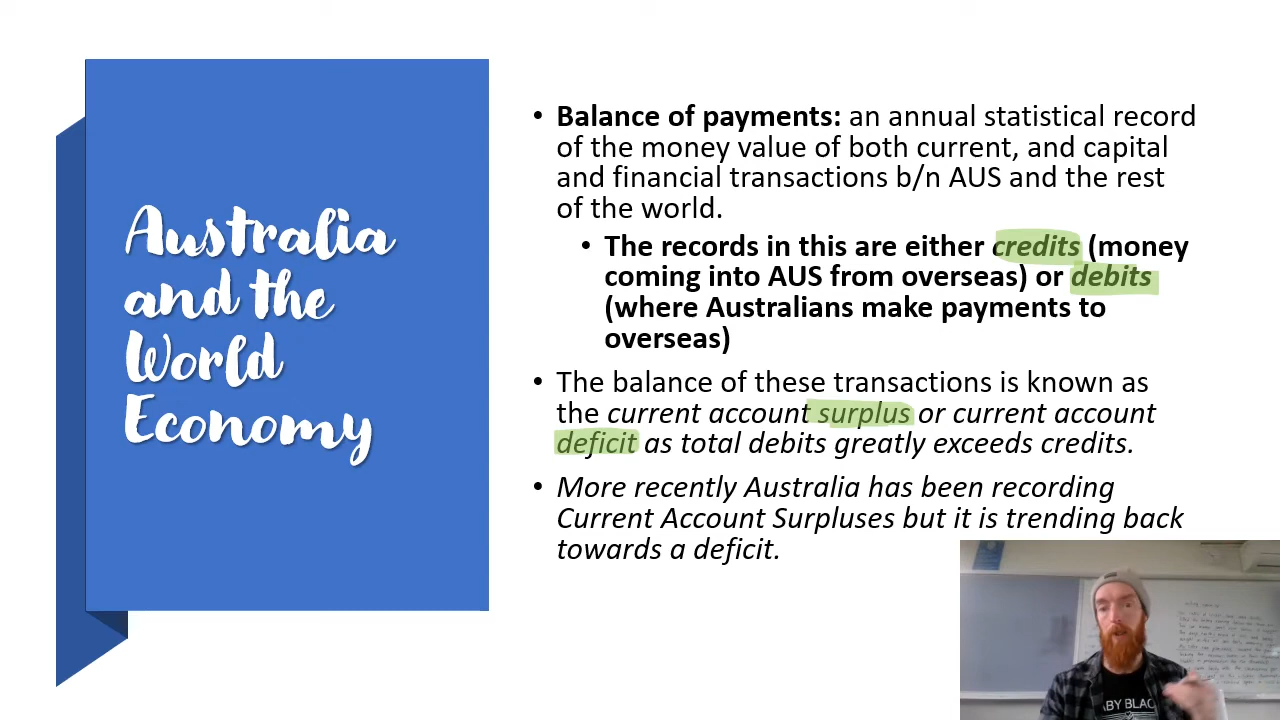 Australia
and the
World
Economy
• Balance of payments: an annual statistical record
of the money value of both current, and capital
and financial transactions b/n AUS and the rest
of the world.
• The records in this are either credits (money
coming into AUS from overseas) or debits
(where Australians make payments to
overseas)
• The balance of these transactions is known as
the current account surplus or current account
deficit as total debits greatly exceeds credits.
• More recently Australia has been recording
Current Account Surpluses but it is trending back
towards a deficit.
ABY BLAC